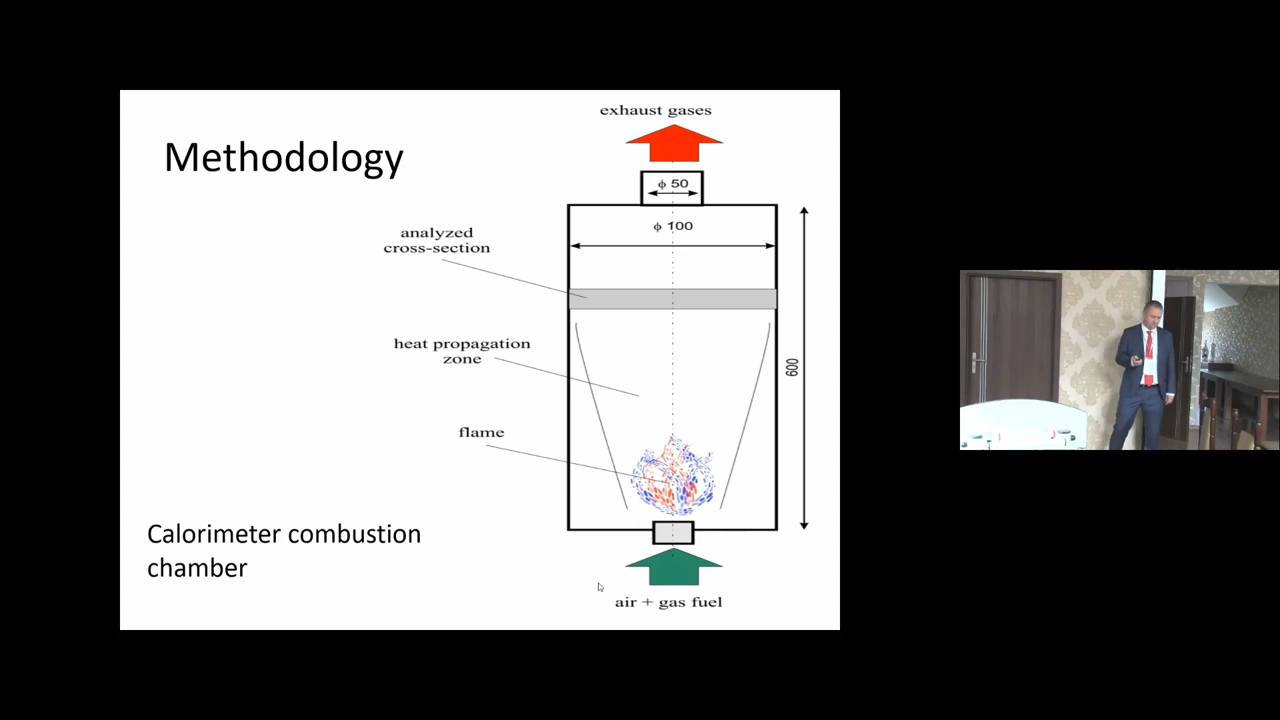 Methodology
exhaust gases
ϕ 50
ϕ 100
analyzed
cross-section
heat propagation
zone
600
flame
Calorimeter combustion
chamber
air + gas fuel